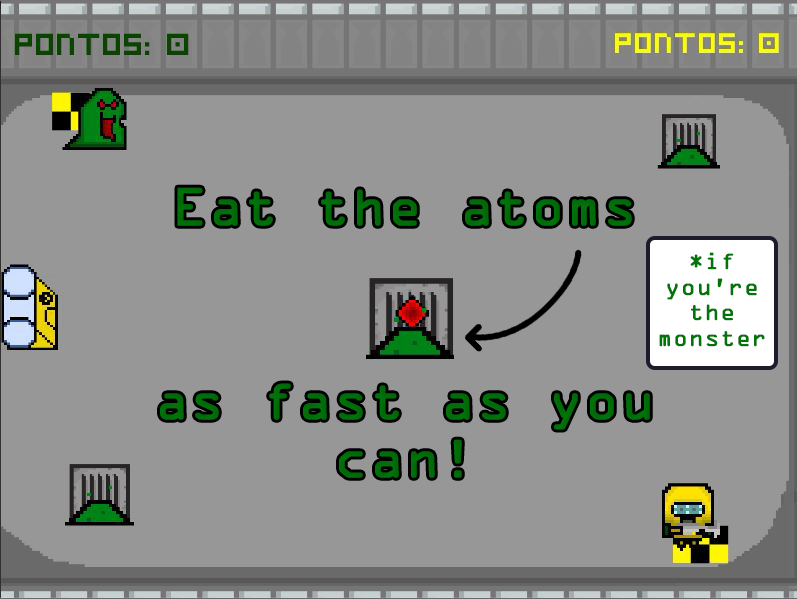 PONTOS: 0
PONTOS: 0
Eat the atoms
*if
you're
the
monster
as fast as you
can!